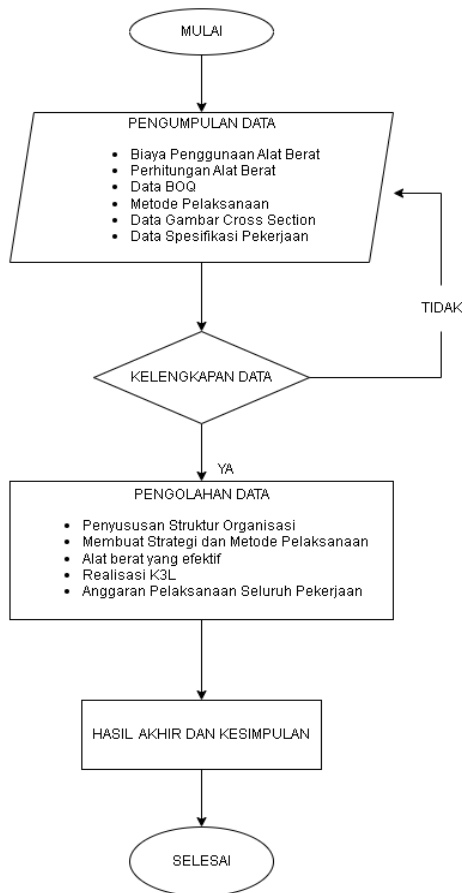 MULAI
PENGUMPULAN DATA
• Biaya Penggunaan Alat Berat
• Perhitungan Alat Berat
• Data BOQ
• Metode Pelaksanaan
• Data Gambar Cross Section
• Data Spesifikasi Pekerjaan
TIDAK
KELENGKAPAN DATA
YA
PENGOLAHAN DATA
• Penyususan Struktur Organisasi
• Membuat Strategi dan Metode Pelaksanaan
• Alat berat yang efektif
• Realisasi K3L
• Anggaran Pelaksanaan Seluruh Pekerjaan
HASIL AKHIR DAN KESIMPULAN
SELESAI